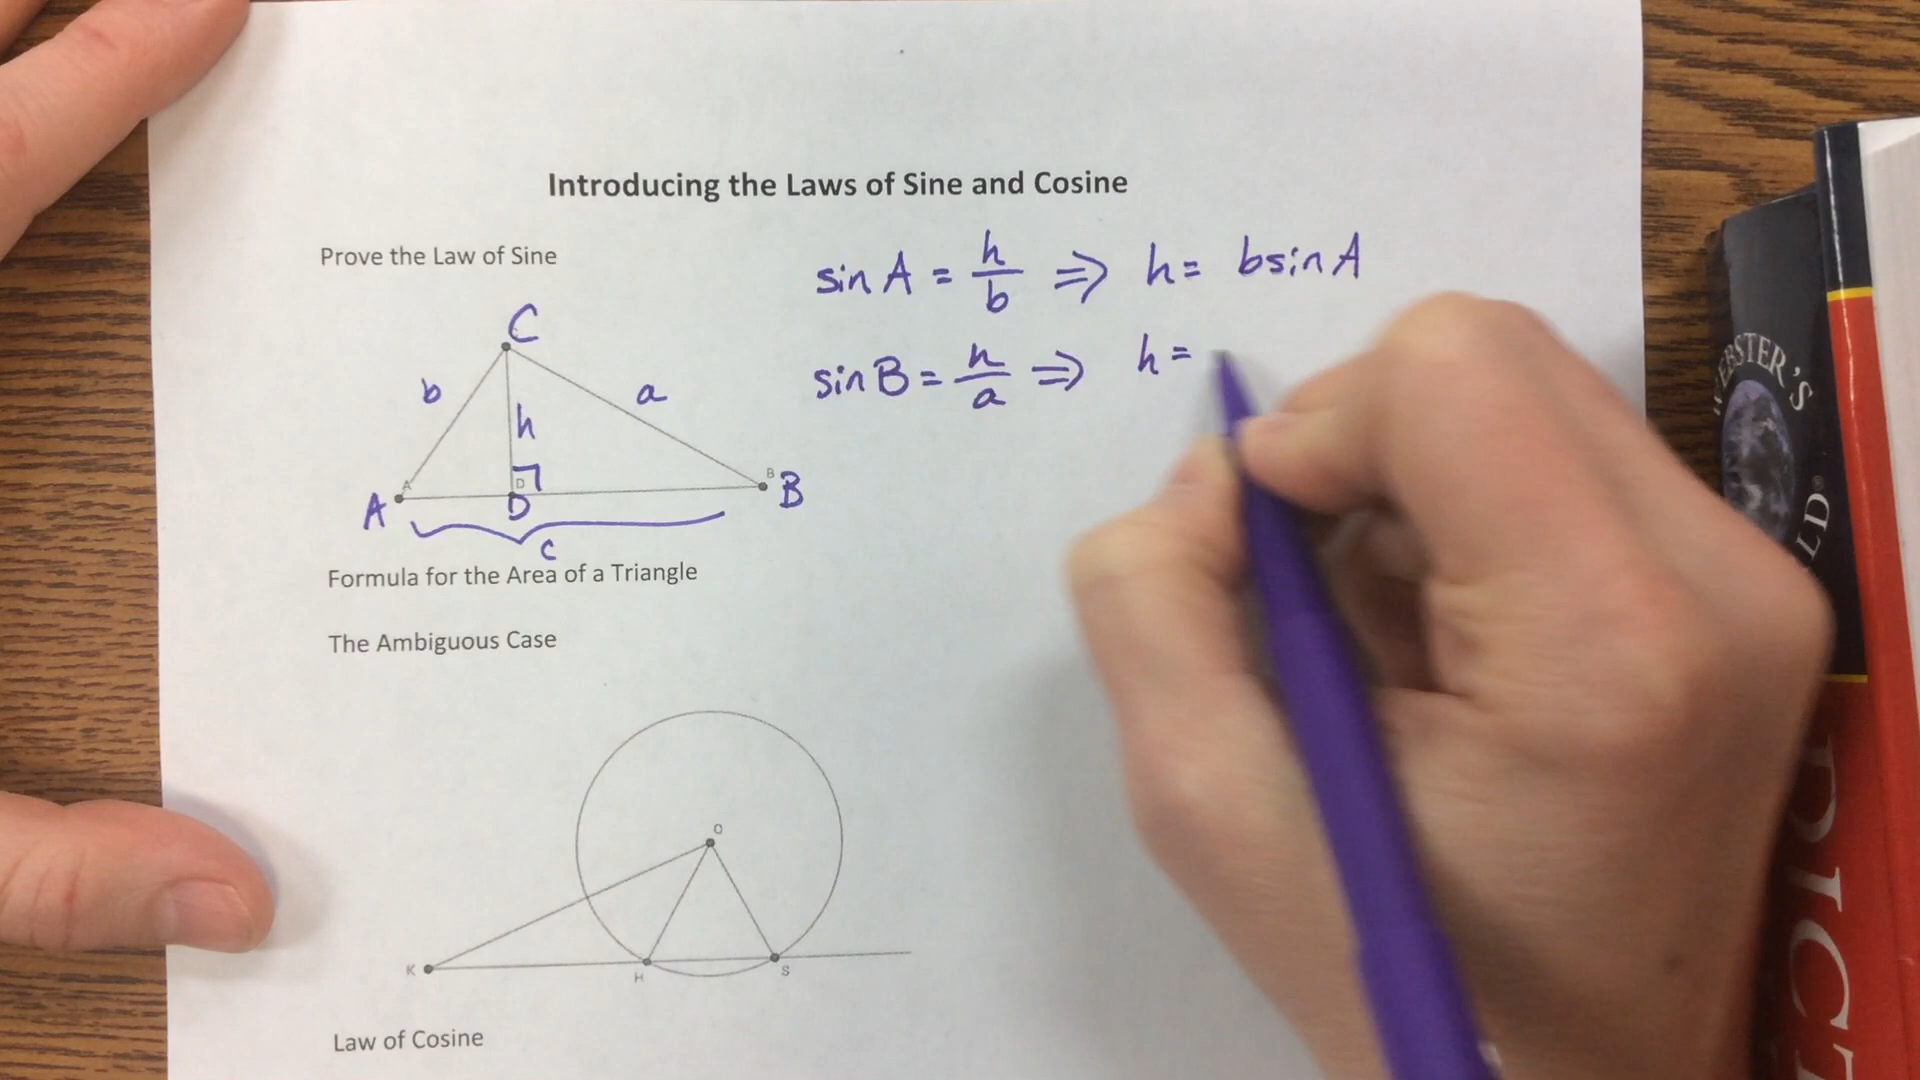 Introducing the Laws of Sine and Cosine
Prove the Law of Sine
sin A = h/b ⇒ h = bsinA
sin B = h/a ⇒ h =
C
b
a
h
A
B
D
A
D
B
c
Formula for the Area of a Triangle
The Ambiguous Case
O
K
H
S
Law of Cosine
WEBSTER'S